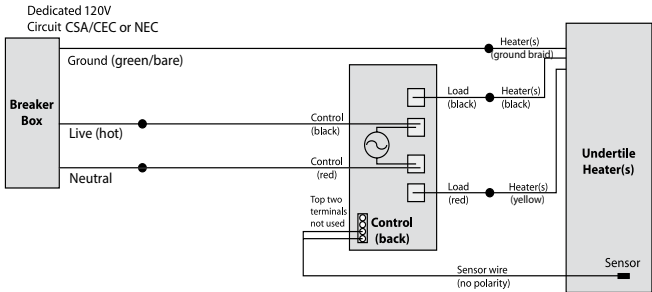 Dedicated 120V
Circuit CSA/CEC or NEC
Ground (green/bare)
Heater(s)
(ground braid)
Breaker
Box
Load
(black)
Heater(s)
(black)
Control
(black)
Live (hot)
Control
(red)
Neutral
Undertile
Heater(s)
Load
(red)
Heater(s)
(yellow)
Top two
terminals
not used
Control
(back)
Sensor
Sensor wire
(no polarity)